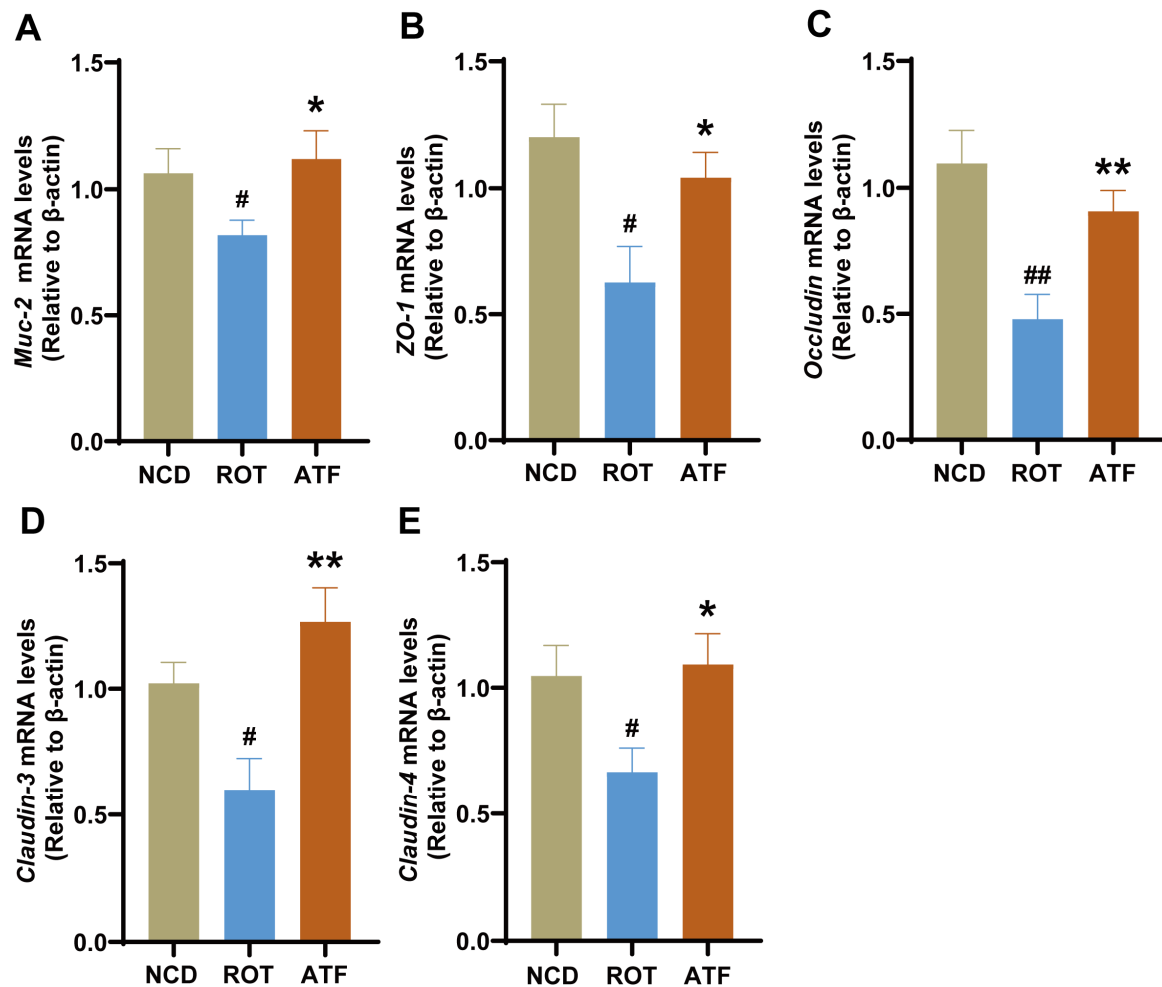 A
Muc-2 mRNA levels
(Relative to β-actin)
1.5
1.0
0.5
0.0
#
*
NCD ROT ATF
B
ZO-1 mRNA levels
(Relative to β-actin)
1.5
1.0
0.5
0.0
#
*
NCD ROT ATF
C
Occludin mRNA levels
(Relative to β-actin)
1.5
1.0
0.5
0.0
##
**
NCD ROT ATF
D
Claudin-3 mRNA levels
(Relative to β-actin)
1.5
1.0
0.5
0.0
#
**
NCD ROT ATF
E
Claudin-4 mRNA levels
(Relative to β-actin)
1.5
1.0
0.5
0.0
#
*
NCD ROT ATF